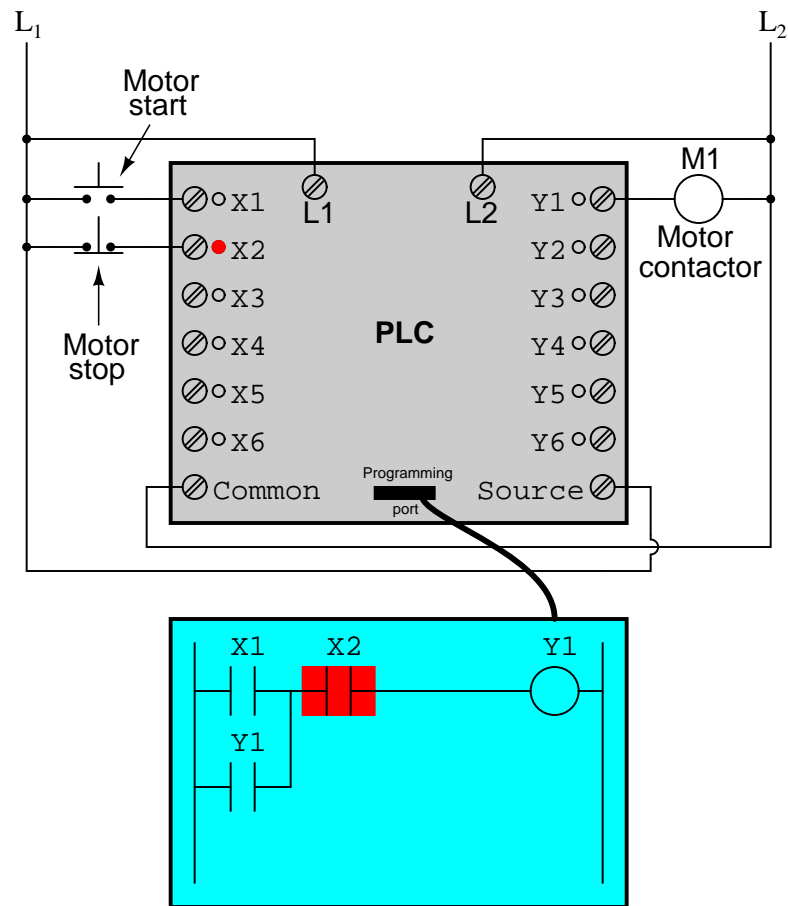 L1 L2
Motor
start
M1
X1 L1 L2 Y1
Motor
contactor
X2 Y2
X3 Y3
Motor
stop
X4 PLC Y4
X5 Y5
X6 Y6
Programming
port
Common Source
X1 X2 Y1
Y1